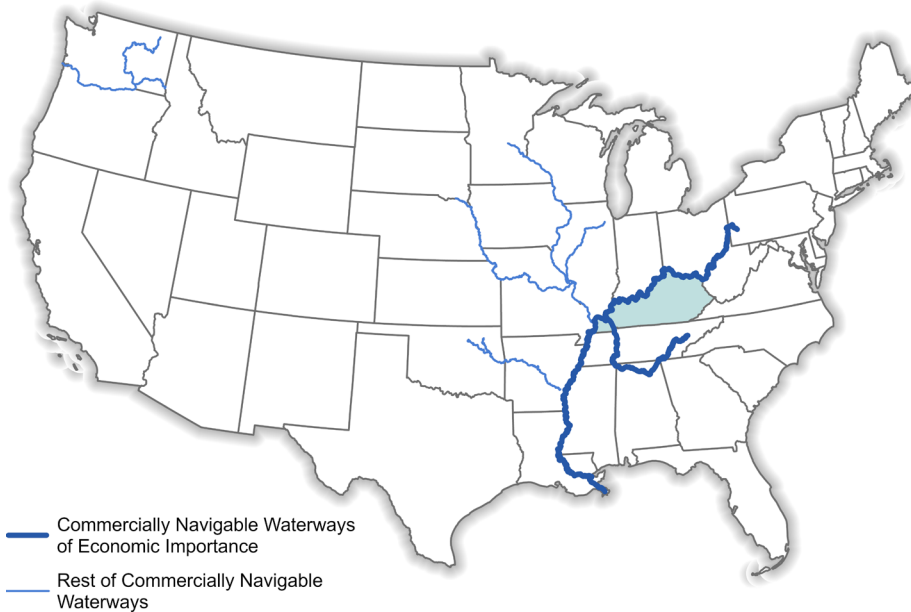 Commercially Navigable Waterways
of Economic Importance
Rest of Commercially Navigable
Waterways